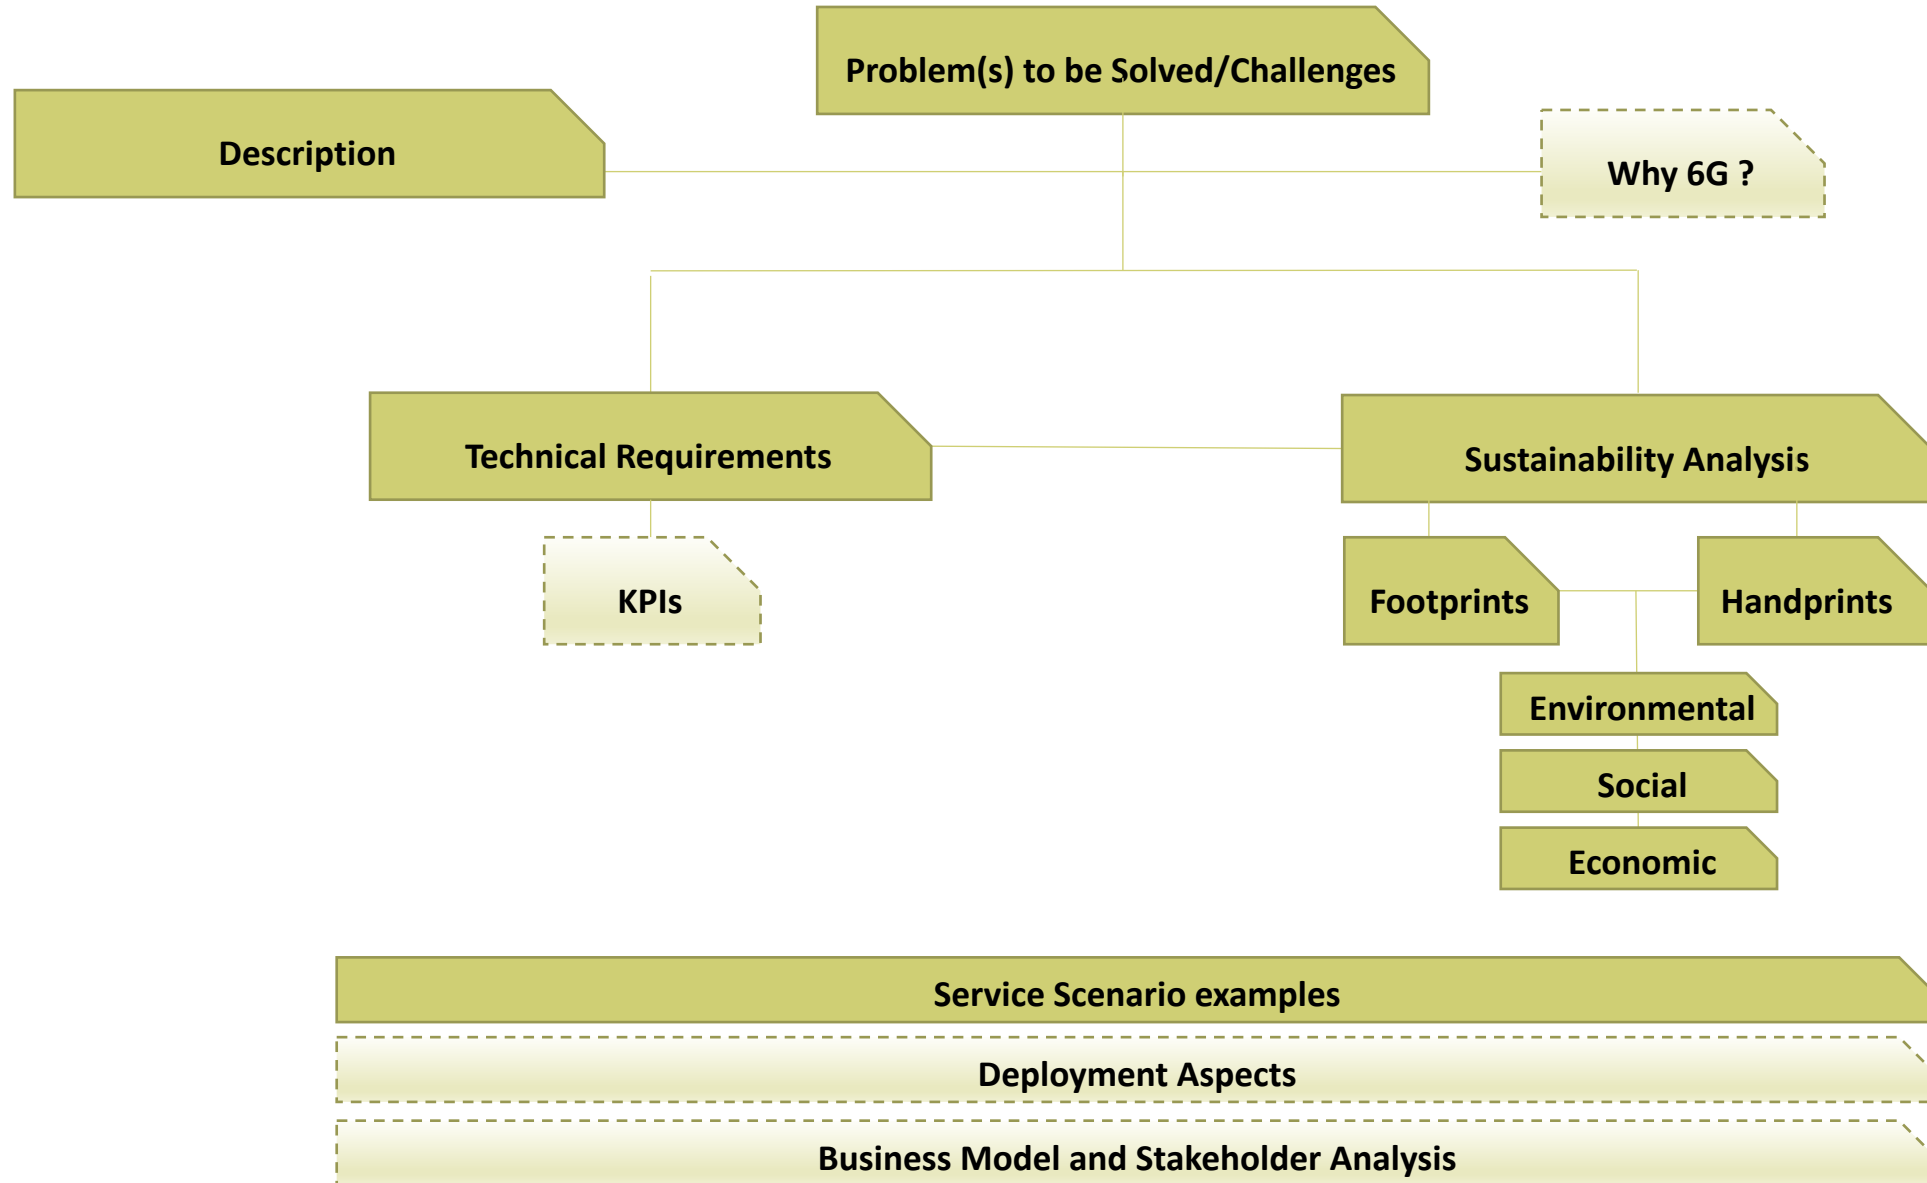 Problem(s) to be Solved/Challenges
Description
Why 6G ?
Technical Requirements
Sustainability Analysis
KPIs
Footprints
Handprints
Environmental
Social
Economic
Service Scenario examples
Deployment Aspects
Business Model and Stakeholder Analysis